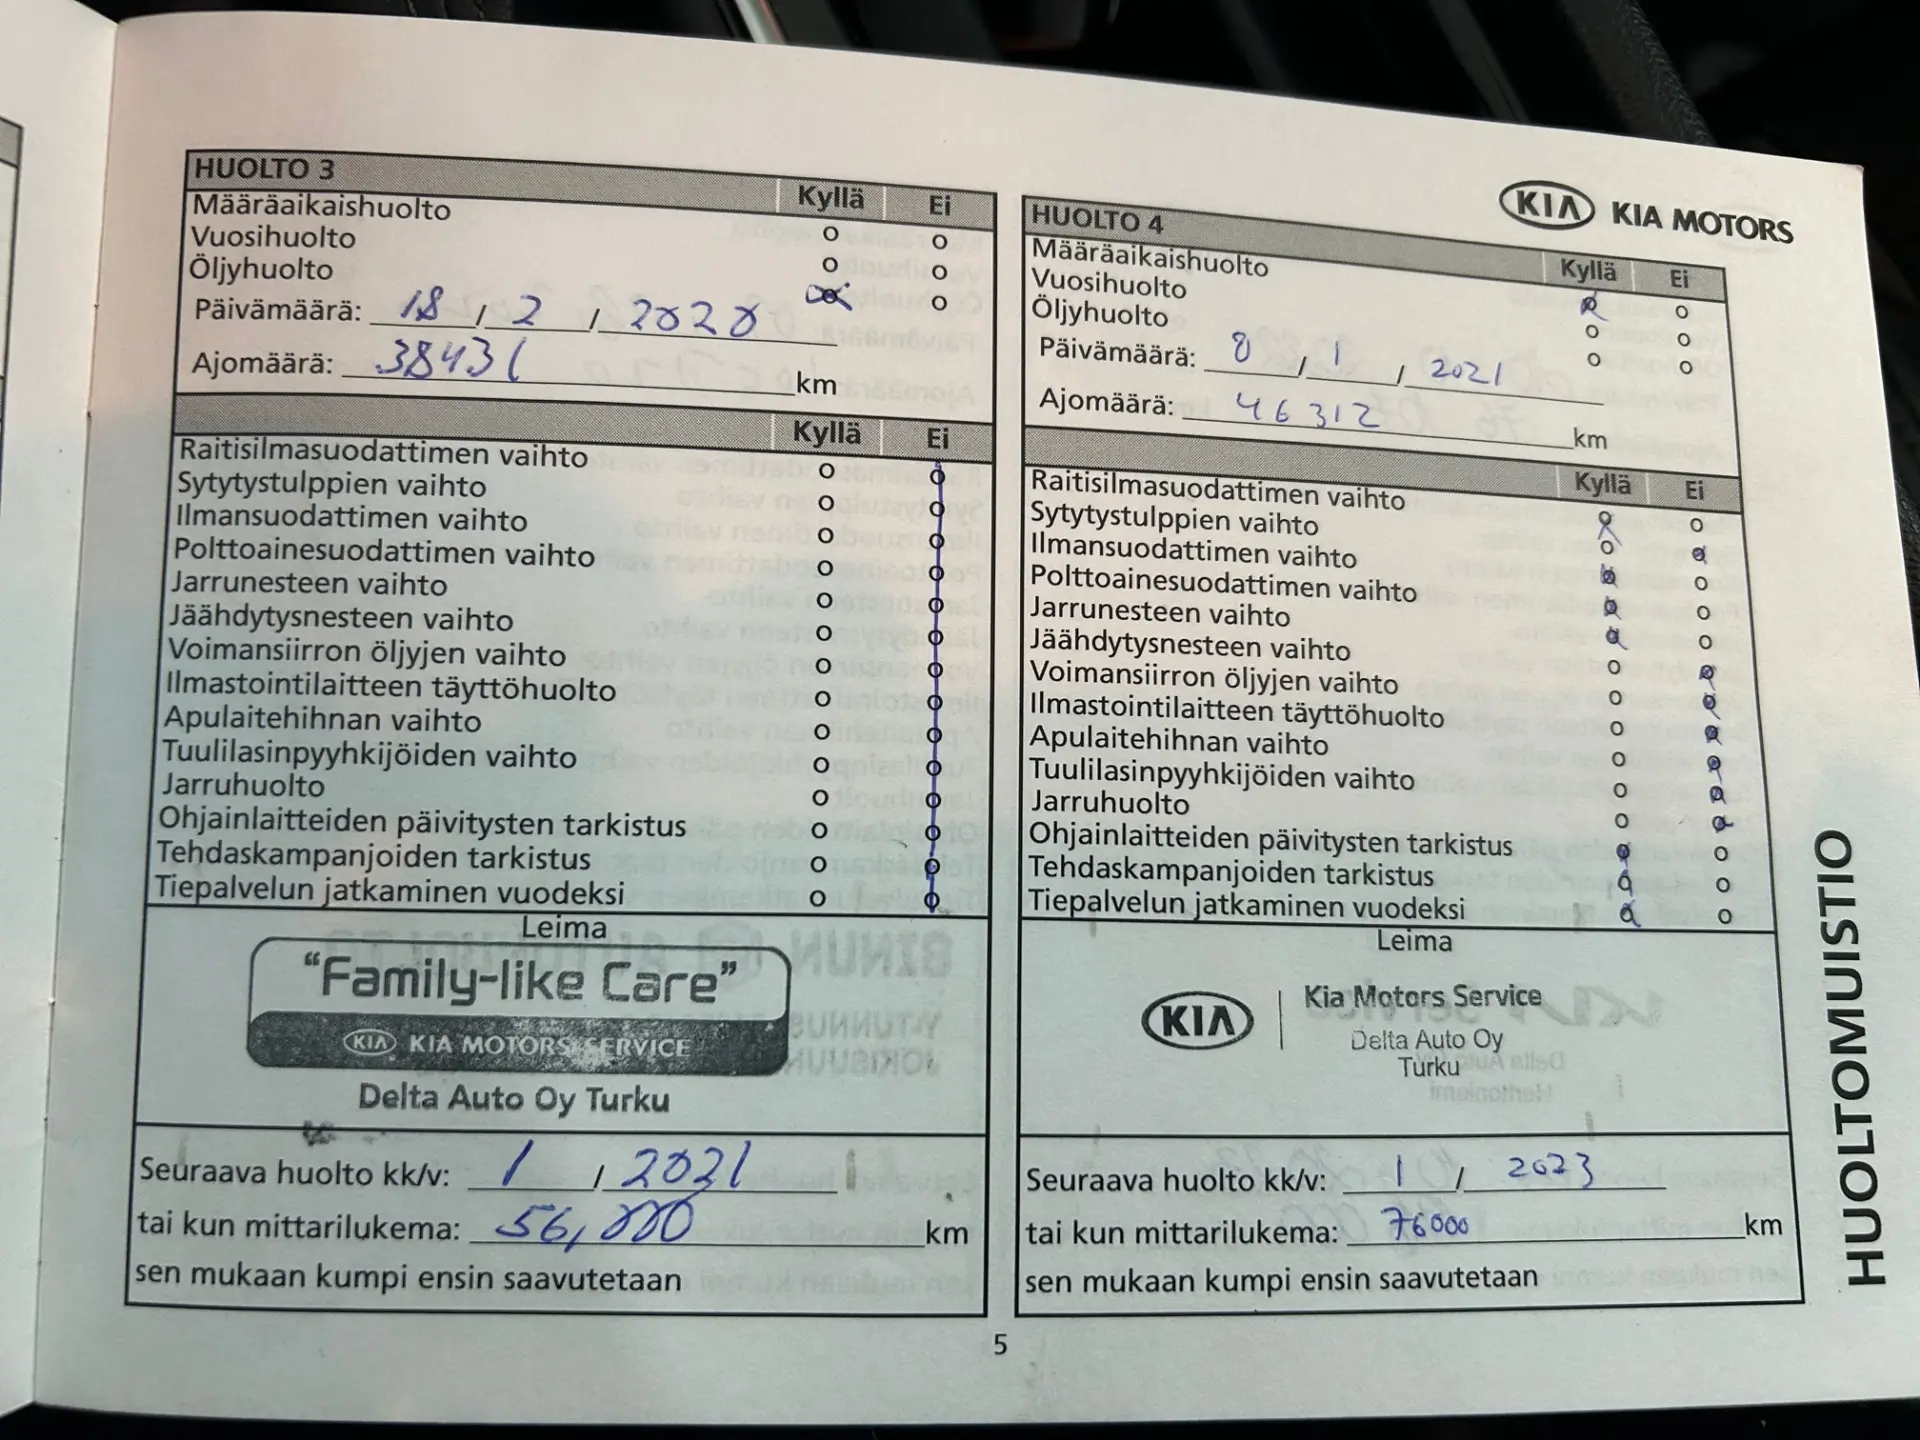 HUOLTO 3
Kyllä Ei
Määräaikaishuolto
Vuosihuolto
Öljyhuolto
Päivämäärä: 18 / 2 / 2020
Ajomäärä: 38431 km
Kyllä Ei
Raitisilmasuodattimen vaihto
Sytytystulppien vaihto
Ilmansuodattimen vaihto
Polttoainesuodattimen vaihto
Jarrunesteen vaihto
Jäähdytysnesteen vaihto
Voimansiirron öljyjen vaihto
Ilmastointilaitteen täyttöhuolto
Apulaitehihnan vaihto
Tuulilasinpyyhkijöiden vaihto
Jarruhuolto
Ohjainlaitteiden päivitysten tarkistus
Tehdaskampanjoiden tarkistus
Tiepalvelun jatkaminen vuodeksi
Leima
"Family-like Care"
KIA KIA MOTORS SERVICE
Delta Auto Oy Turku
Seuraava huolto kk/v: 1 / 2021
tai kun mittarilukema: 56,000 km
sen mukaan kumpi ensin saavutetaan
KIA KIA MOTORS
HUOLTO 4
Kyllä Ei
Määräaikaishuolto
Vuosihuolto
Öljyhuolto
Päivämäärä: 8 / 1 / 2021
Ajomäärä: 46312 km
Kyllä Ei
Raitisilmasuodattimen vaihto
Sytytystulppien vaihto
Ilmansuodattimen vaihto
Polttoainesuodattimen vaihto
Jarrunesteen vaihto
Jäähdytysnesteen vaihto
Voimansiirron öljyjen vaihto
Ilmastointilaitteen täyttöhuolto
Apulaitehihnan vaihto
Tuulilasinpyyhkijöiden vaihto
Jarruhuolto
Ohjainlaitteiden päivitysten tarkistus
Tehdaskampanjoiden tarkistus
Tiepalvelun jatkaminen vuodeksi
Leima
KIA Kia Motors Service
Delta Auto Oy
Turku
Seuraava huolto kk/v: 1 / 2023
tai kun mittarilukema: 76000 km
sen mukaan kumpi ensin saavutetaan
HUOLTOMUISTIO
5